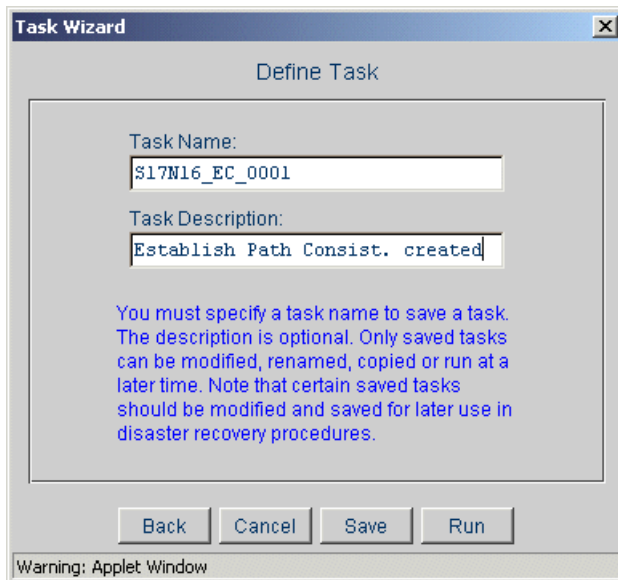 Task Wizard
Define Task
Task Name:
S17N16_EC_0001
Task Description:
Establish Path Consist. created
You must specify a task name to save a task.
The description is optional. Only saved tasks
can be modified, renamed, copied or run at a
later time. Note that certain saved tasks
should be modified and saved for later use in
disaster recovery procedures.
Back Cancel Save Run
Warning: Applet Window